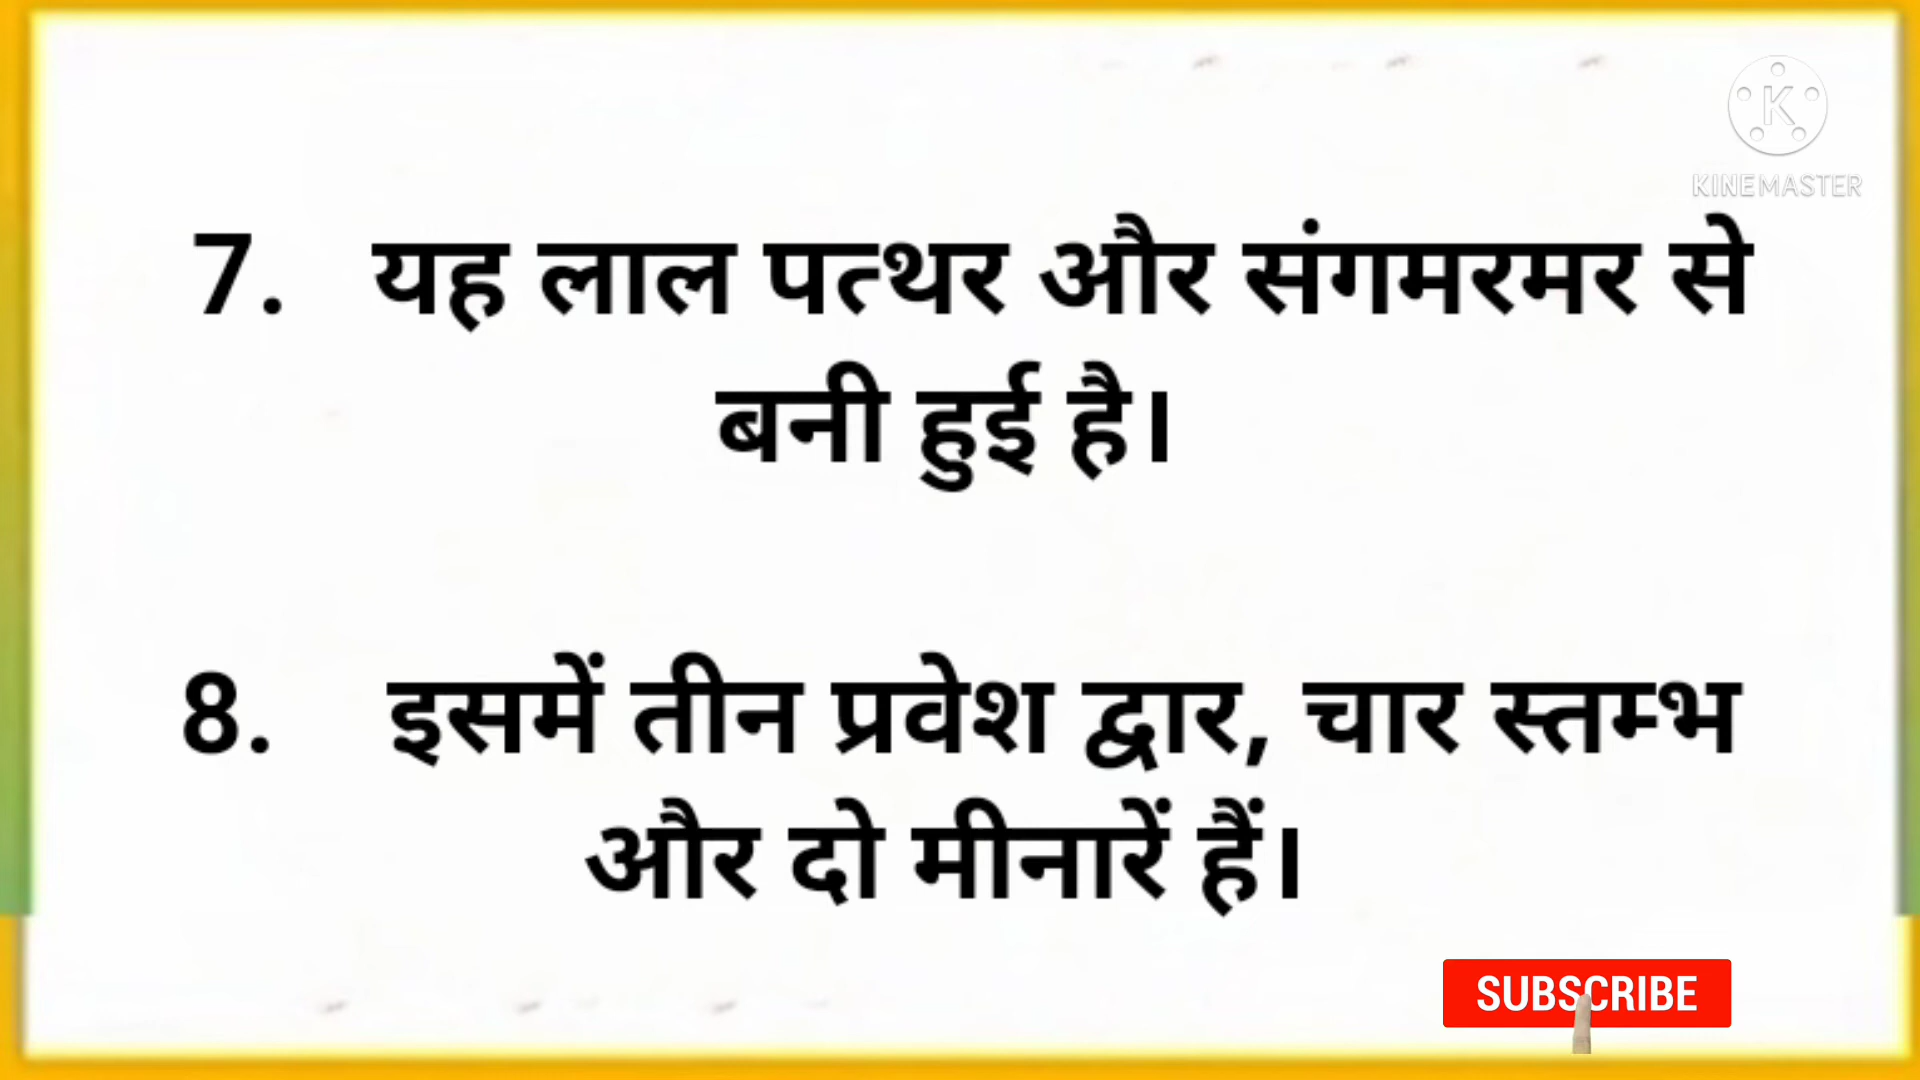 K
KINEMASTER
7. यह लाल पत्थर और संगमरमर से
बनी हुई है।
8. इसमें तीन प्रवेश द्वार, चार स्तम्भ
और दो मीनारें हैं।
SUBSCRIBE